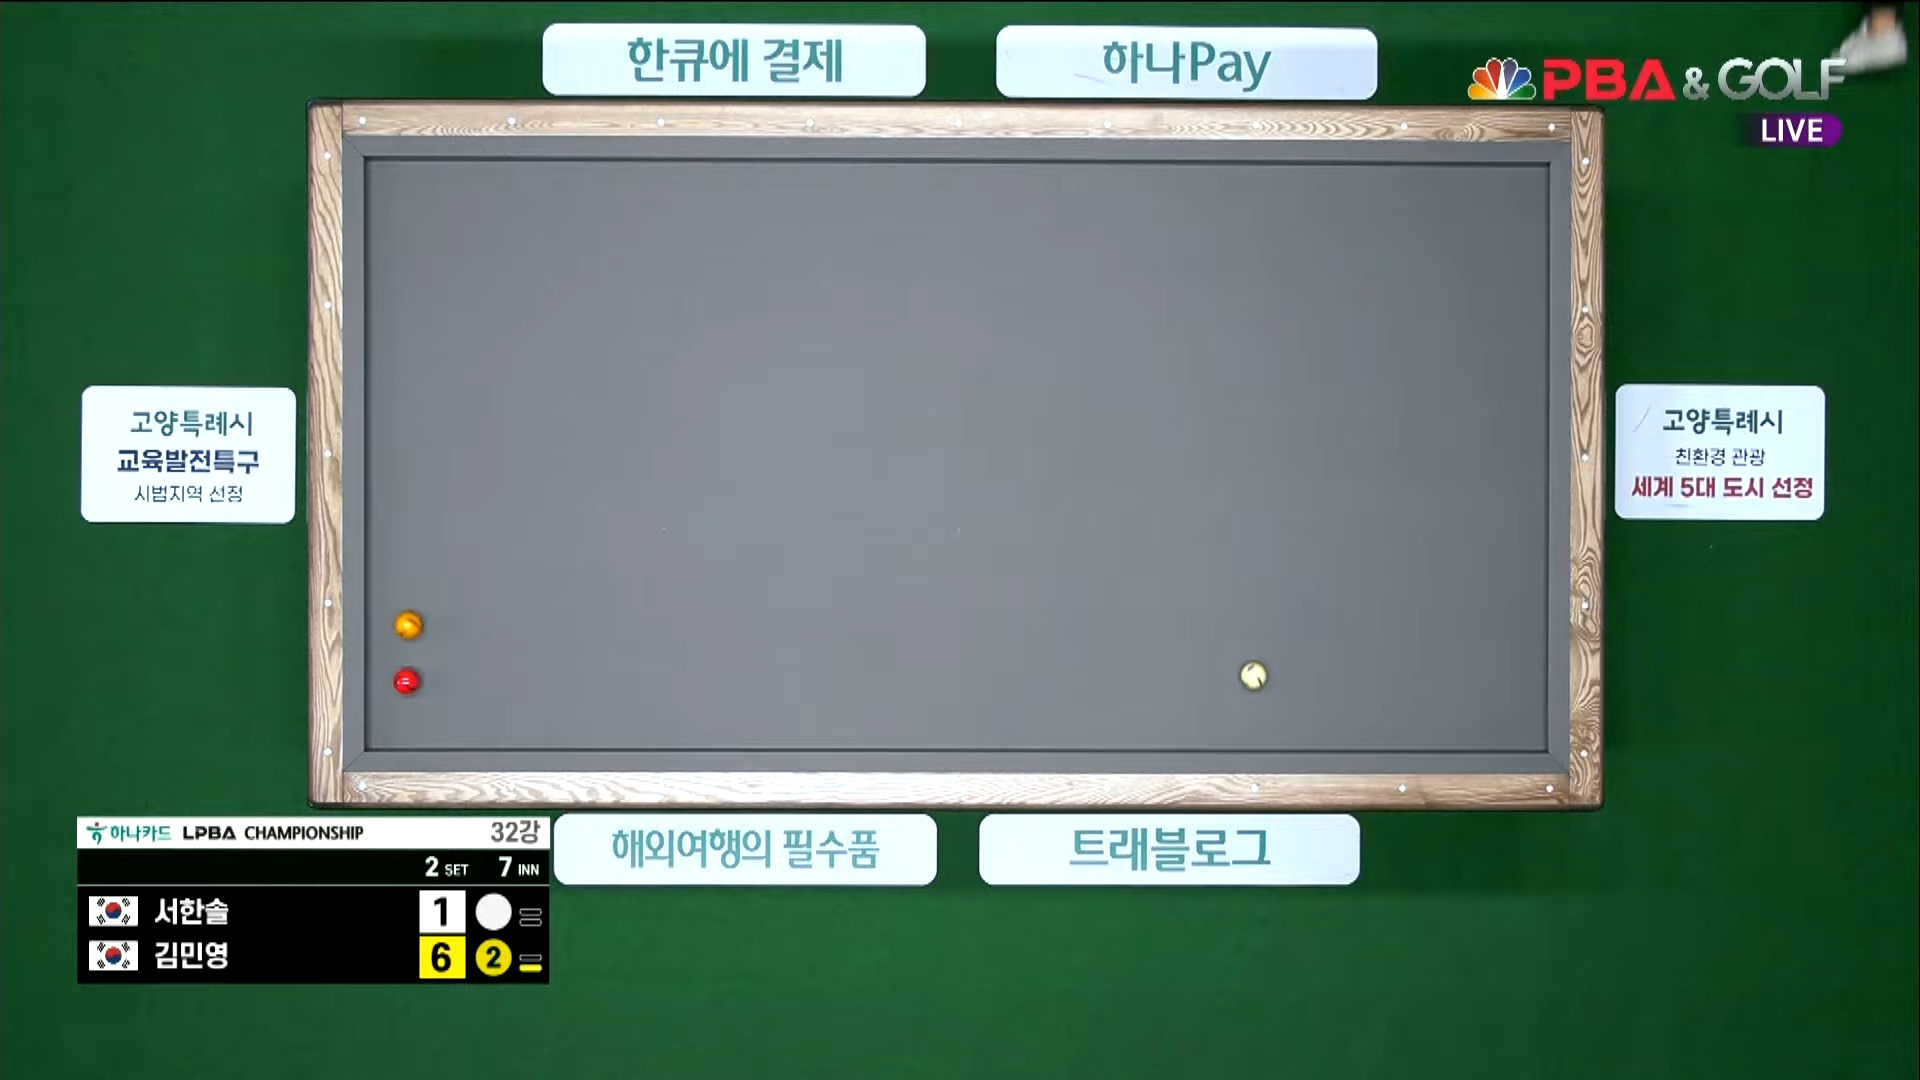 한큐에 결제
하나Pay
PBA & GOLF
LIVE
고양특례시
교육발전특구
시범지역 선정
고양특례시
친환경 관광
세계 5대 도시 선정
하나카드 LPBA CHAMPIONSHIP 32강
2 SET 7 INN
서한솔 1
김민영 6 2
해외여행의 필수품
트래블로그